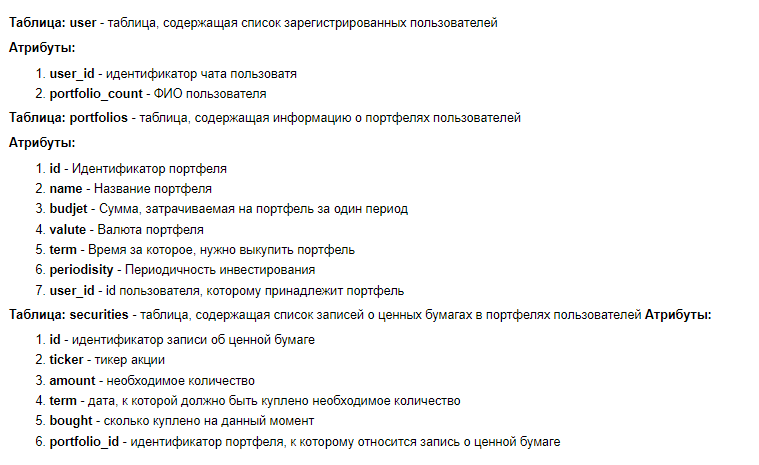 Таблица: user - таблица, содержащая список зарегистрированных пользователей
Атрибуты:
1. user_id - идентификатор чата пользоватя
2. portfolio_count - ФИО пользователя
Таблица: portfolios - таблица, содержащая информацию о портфелях пользователей
Атрибуты:
1. id - Идентификатор портфеля
2. name - Название портфеля
3. budjet - Сумма, затрачиваемая на портфель за один период
4. valute - Валюта портфеля
5. term - Время за которое, нужно выкупить портфель
6. periodisity - Периодичность инвестирования
7. user_id - id пользователя, которому принадлежит портфель
Таблица: securities - таблица, содержащая список записей о ценных бумагах в портфелях пользователей Атрибуты:
1. id - идентификатор записи об ценной бумаге
2. ticker - тикер акции
3. amount - необходимое количество
4. term - дата, к которой должно быть куплено необходимое количество
5. bought - сколько куплено на данный момент
6. portfolio_id - идентификатор портфеля, к которому относится запись о ценной бумаге